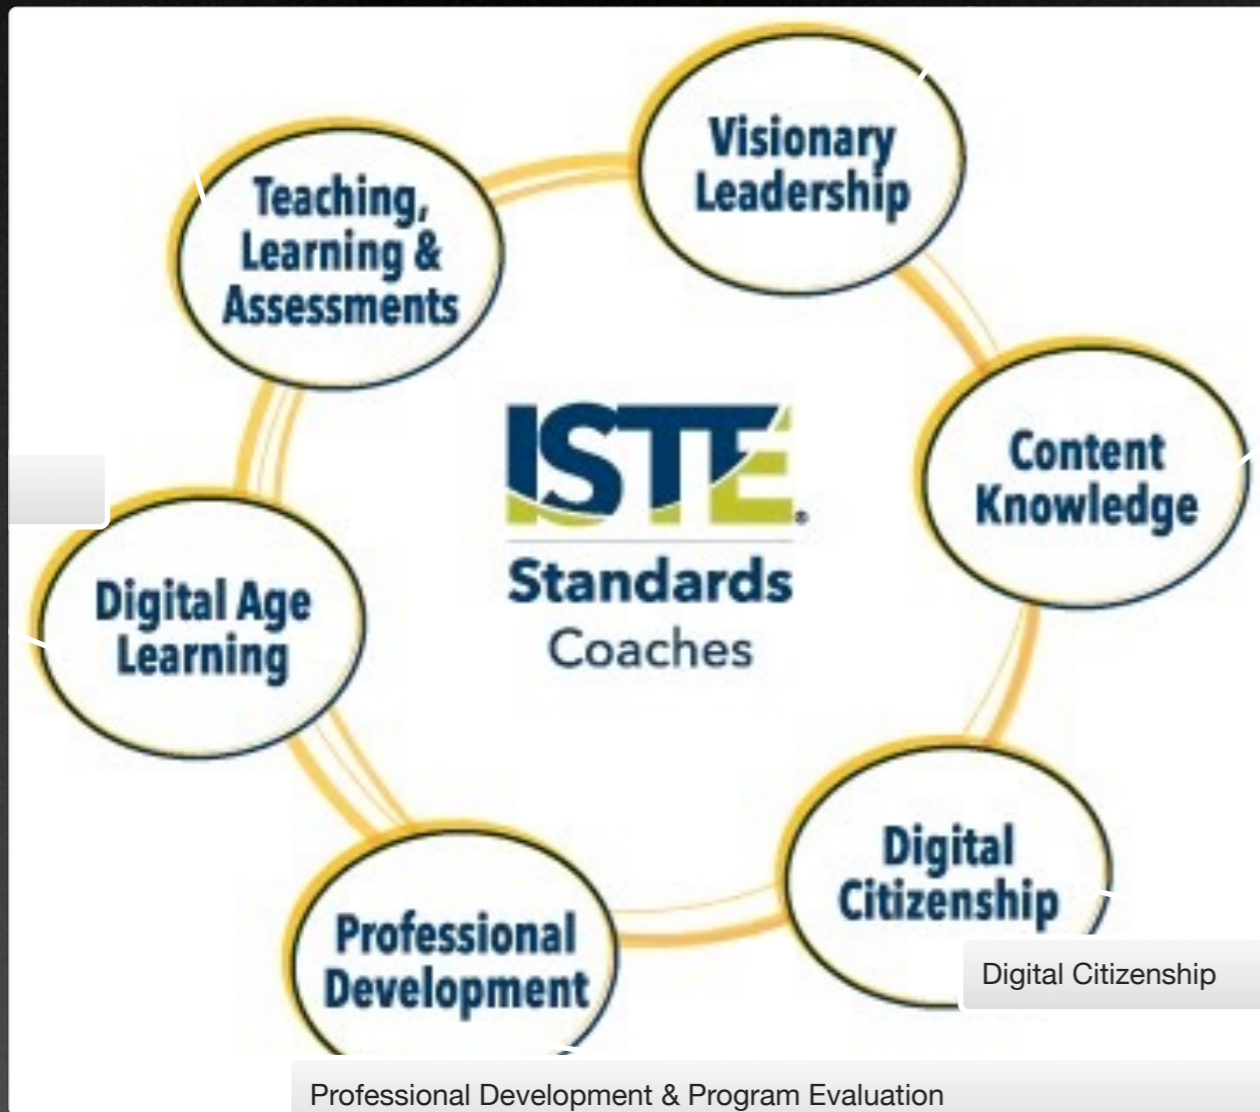 Visionary
Leadership
Teaching,
Learning &
Assessments
Content
Knowledge
ISTE®
Standards
Coaches
Digital Age
Learning
Digital
Citizenship
Professional
Development
Digital Citizenship
Professional Development & Program Evaluation